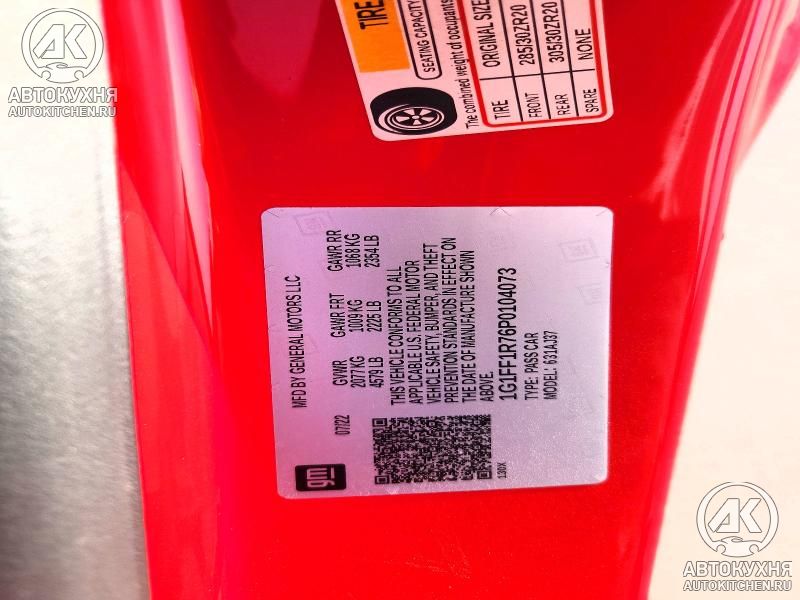 TIRE
SEATING CAPACITY
The combined weight of occupants
TIRE ORIGINAL SIZE
FRONT 285/30ZR20
REAR 305/30ZR20
SPARE NONE
MFD BY GENERAL MOTORS LLC
gm
07/22 GVWR GAWR FRT GAWR RR
2077 KG 1009 KG 1068 KG
4579 LB 2225 LB 2354 LB
THIS VEHICLE CONFORMS TO ALL
APPLICABLE U.S. FEDERAL MOTOR
VEHICLE SAFETY, BUMPER, AND THEFT
PREVENTION STANDARDS IN EFFECT ON
THE DATE OF MANUFACTURE SHOWN
ABOVE.
130X
1G1FF1R76P0104073
TYPE: PASS CAR
MODEL: 631AJ37
AK
АВТОКУХНЯ
AUTOKITCHEN.RU
AK
АВТОКУХНЯ
AUTOKITCHEN.RU